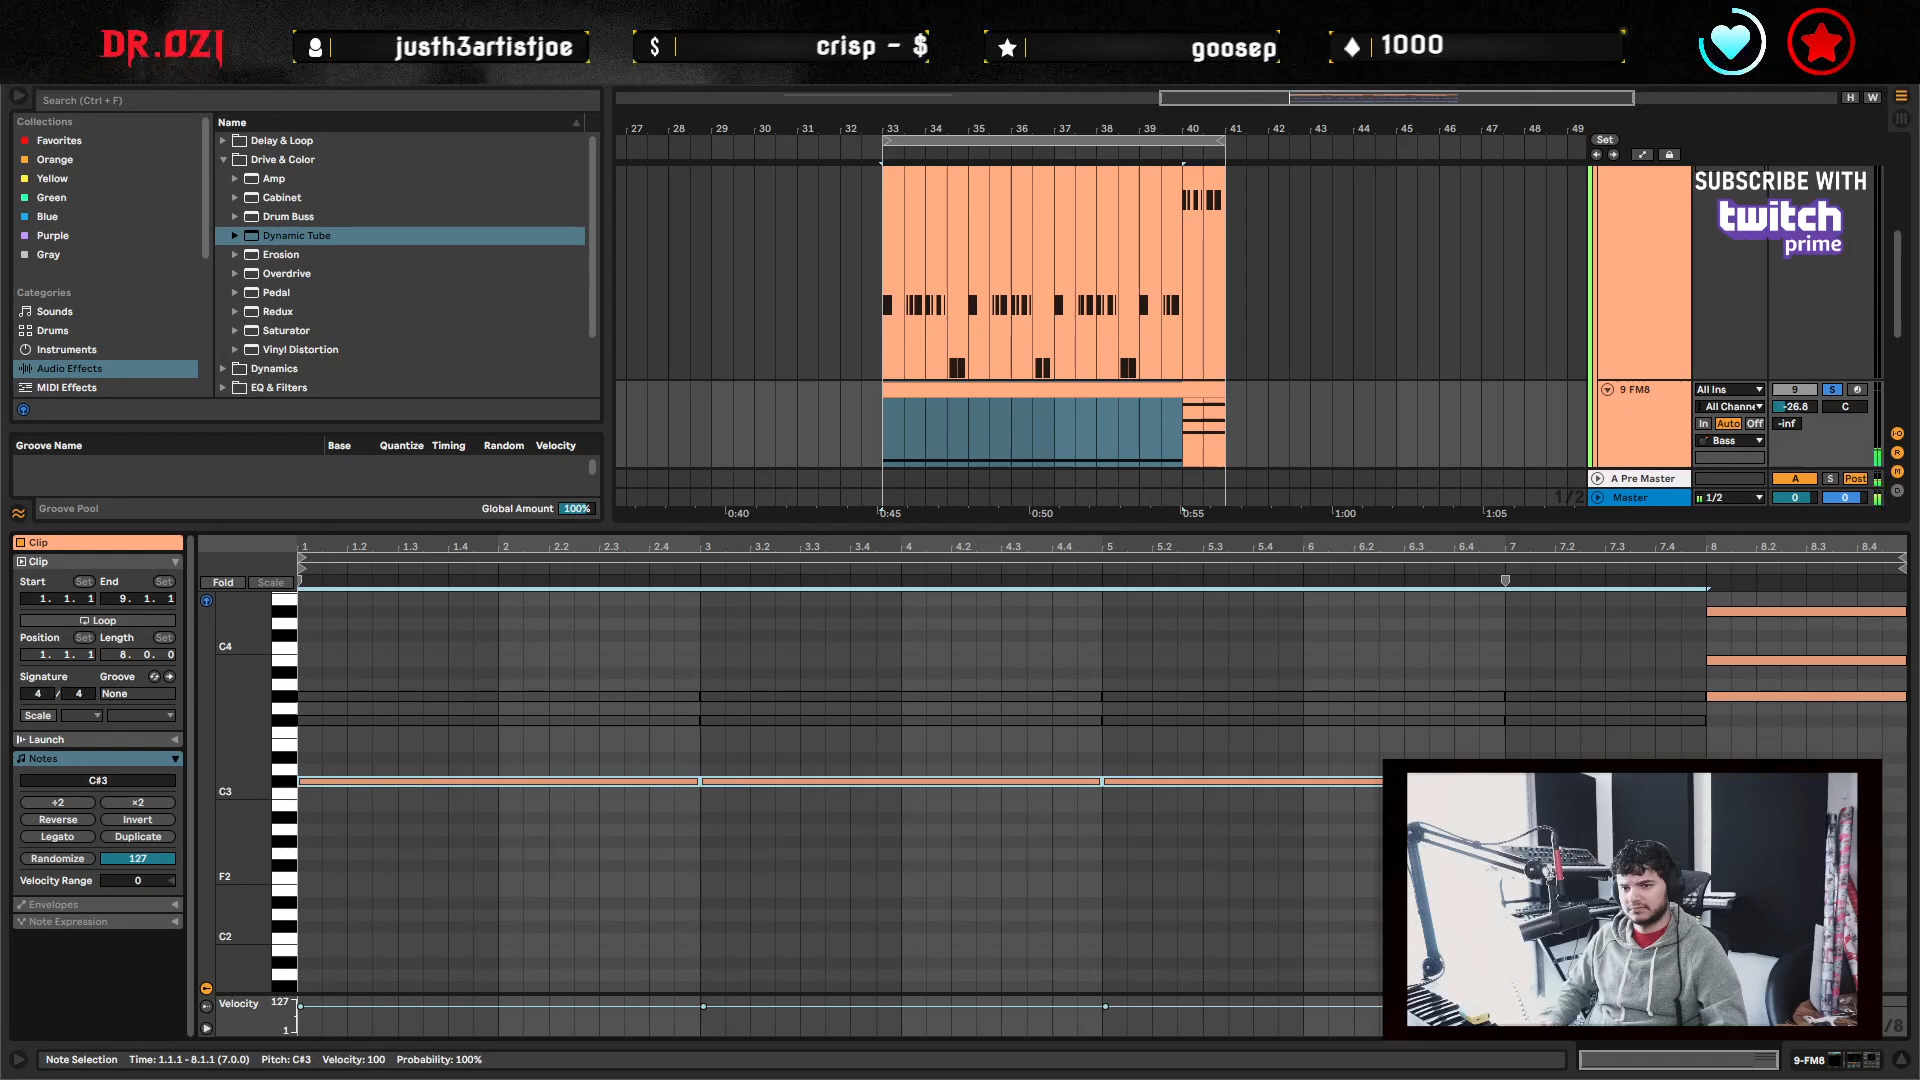 DR.OZI
justh3artistjoe
$ crisp - $
goosep
1000
Search (Ctrl + F)
H W
Collections
Favorites
Orange
Yellow
Green
Blue
Purple
Gray
Categories
Sounds
Drums
Instruments
Audio Effects
MIDI Effects
Name
Delay & Loop
Drive & Color
Amp
Cabinet
Drum Buss
Dynamic Tube
Erosion
Overdrive
Pedal
Redux
Saturator
Vinyl Distortion
Dynamics
EQ & Filters
27 28 29 30 31 32 33 34 35 36 37 38 39 40 41 42 43 44 45 46 47 48 49
Set
SUBSCRIBE WITH
twitch
prime
9 FM8
All Ins 9 S
All Channe -26.8 C
In Auto Off -inf
Bass
A Pre Master A S Post
1/2 Master 1/2 0 0
0:40 0:45 0:50 0:55 1:00 1:05
Groove Name Base Quantize Timing Random Velocity
Groove Pool Global Amount 100%
Clip
Clip
Start Set End Set
1. 1. 1 9. 1. 1
Loop
Position Set Length Set
1. 1. 1 8. 0. 0
Signature Groove
4 / 4 None
Scale
Launch
Notes
C#3
÷2 ×2
Reverse Invert
Legato Duplicate
Randomize 127
Velocity Range 0
Envelopes
Note Expression
1 1.2 1.3 1.4 2 2.2 2.3 2.4 3 3.2 3.3 3.4 4 4.2 4.3 4.4 5 5.2 5.3 5.4 6 6.2 6.3 6.4 7 7.2 7.3 7.4 8 8.2 8.3 8.4
Fold Scale
C4
C3
F2
C2
Velocity 127
1
/8
Note Selection Time: 1.1.1 - 8.1.1 (7.0.0) Pitch: C#3 Velocity: 100 Probability: 100%
9-FM8